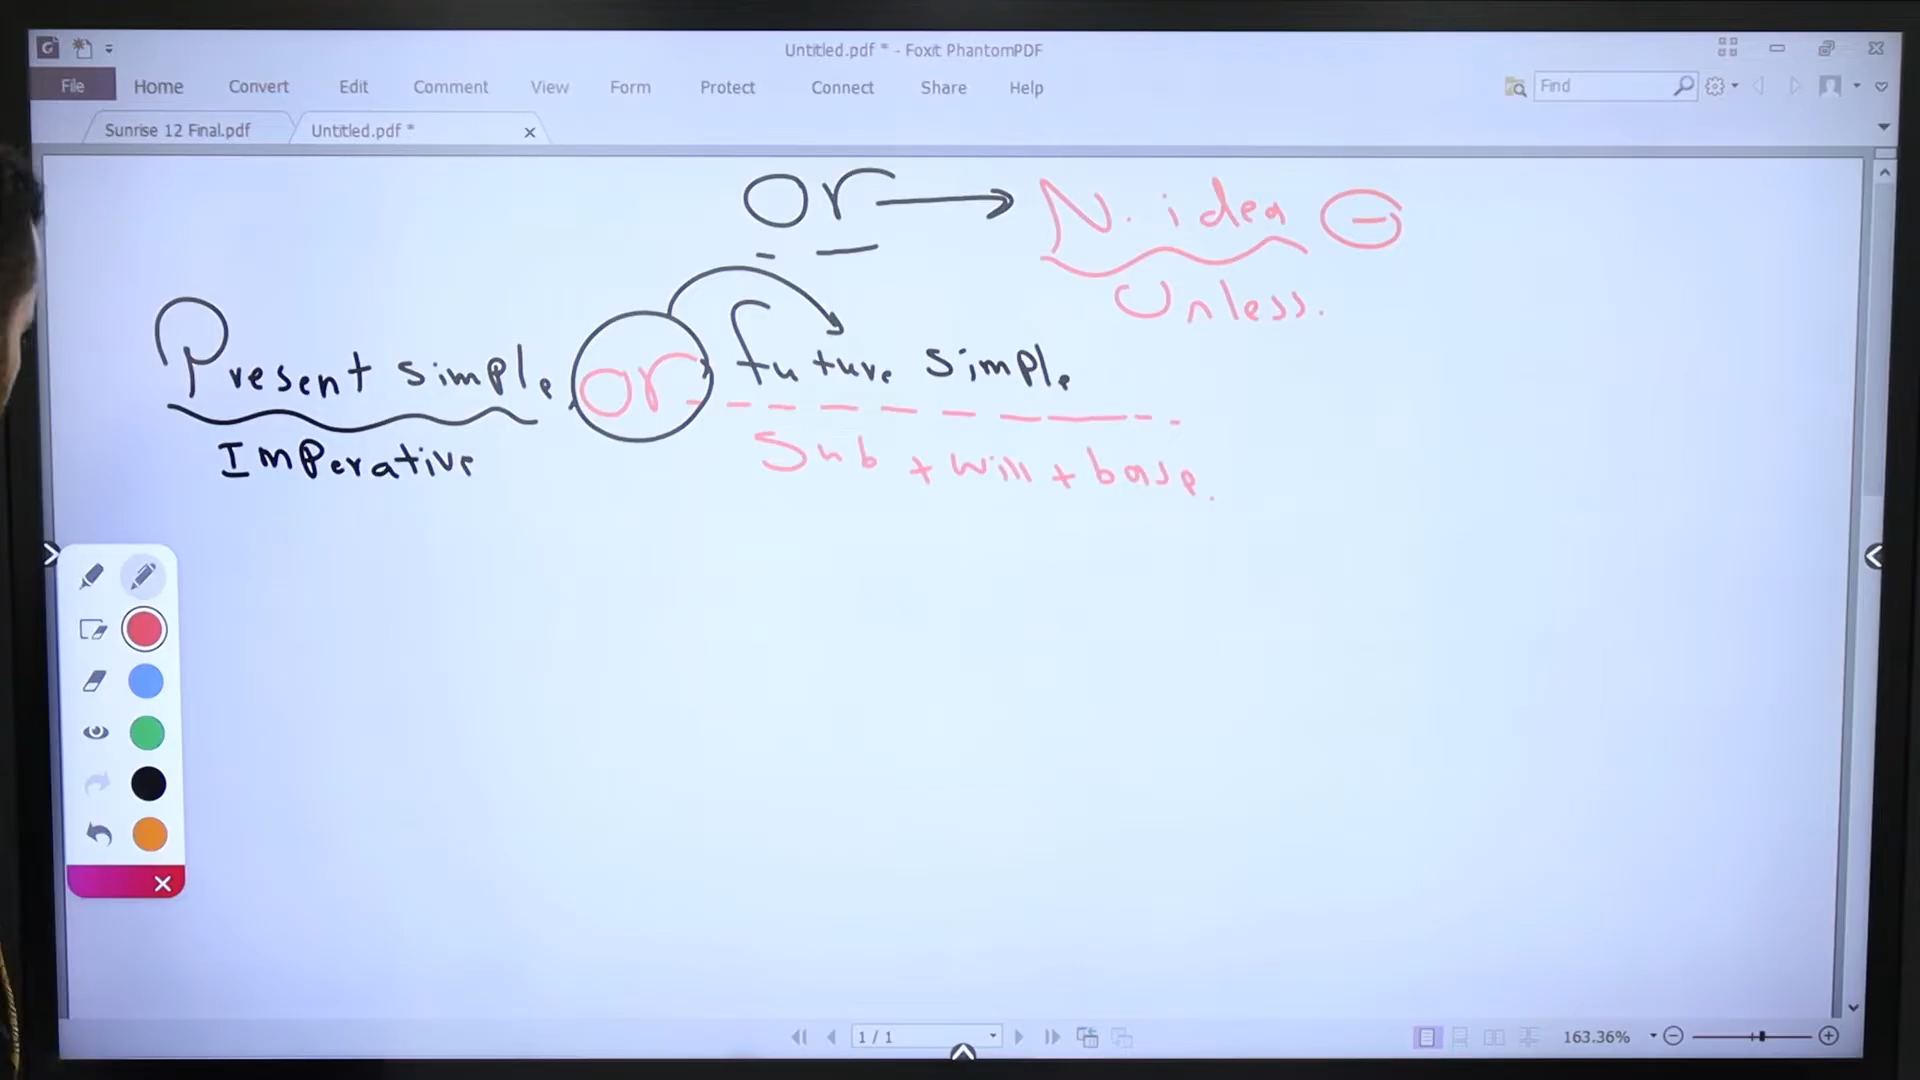 Untitled.pdf * - Foxit PhantomPDF
File Home Convert Edit Comment View Form Protect Connect Share Help Find
Sunrise 12 Final.pdf Untitled.pdf *
or → N. idea ⊖
Unless.
Present simple, or, future simple
Imperative
Sub + will + base.
1 / 1
163.36%